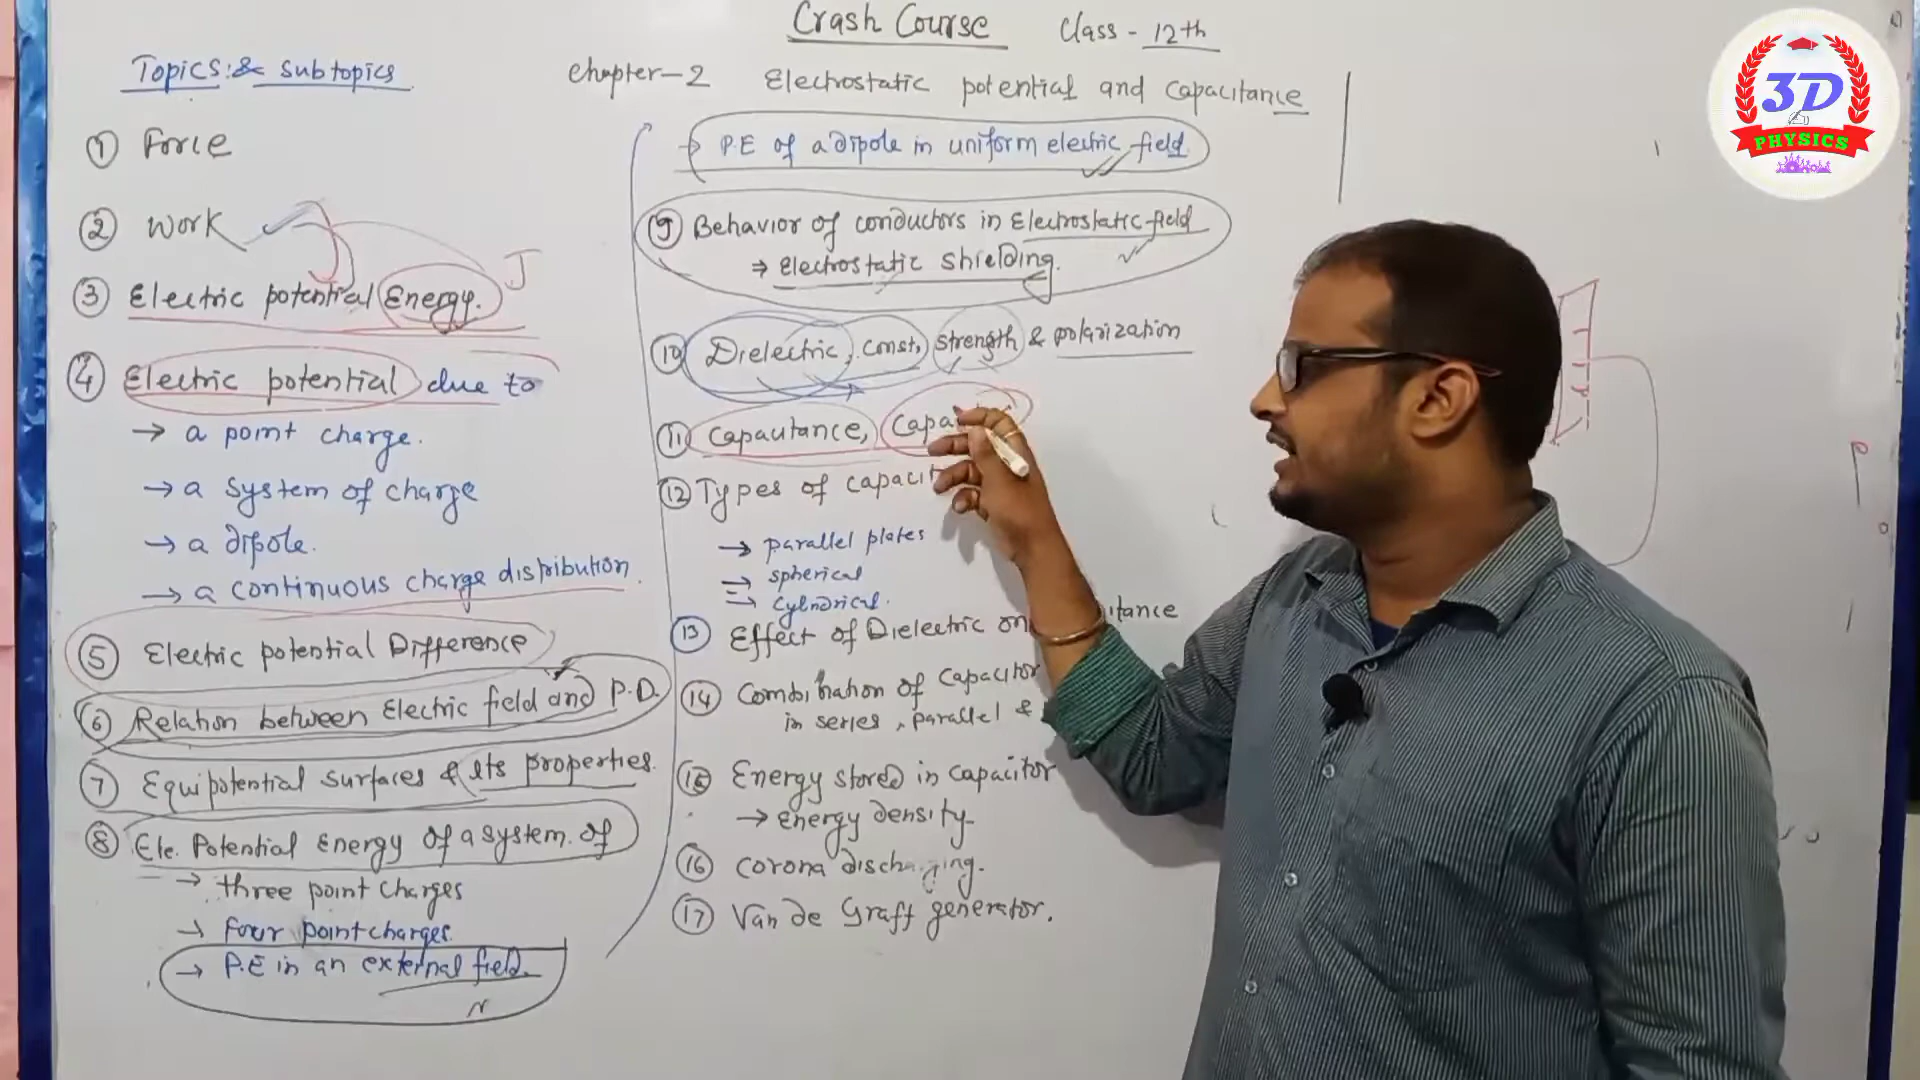 Crash Course Class - 12th
Topics:& subtopics
Chapter-2 Electrostatic potential and capacitance
① Force
② Work
③ Electric potential Energy. J
④ Electric potential due to
→ a point charge.
→ a system of charge
→ a dipole.
→ a continuous charge distribution
⑤ Electric potential Difference
⑥ Relation between Electric field and P.D.
⑦ Equipotential surfaces & its properties.
⑧ Ele. Potential Energy of a system of
→ three point charges
→ four point charges.
→ P.E in an external field.
→ P.E of a dipole in uniform electric field.
⑨ Behavior of conductors in Electrostatic field
⇒ Electrostatic shielding.
⑩ Dielectric, const, strength & polarization
⑪ Capacitance,
⑫ Types of
→ parallel plates
→ spherical
→ cylindrical.
⑬ Effect of Dielectric on
⑭ Combination of capacitor
in series, parallel &
⑮ Energy stored in capacitor
→ energy density
⑯ corona discharging.
⑰ Van de Graff generator.
3D
PHYSICS